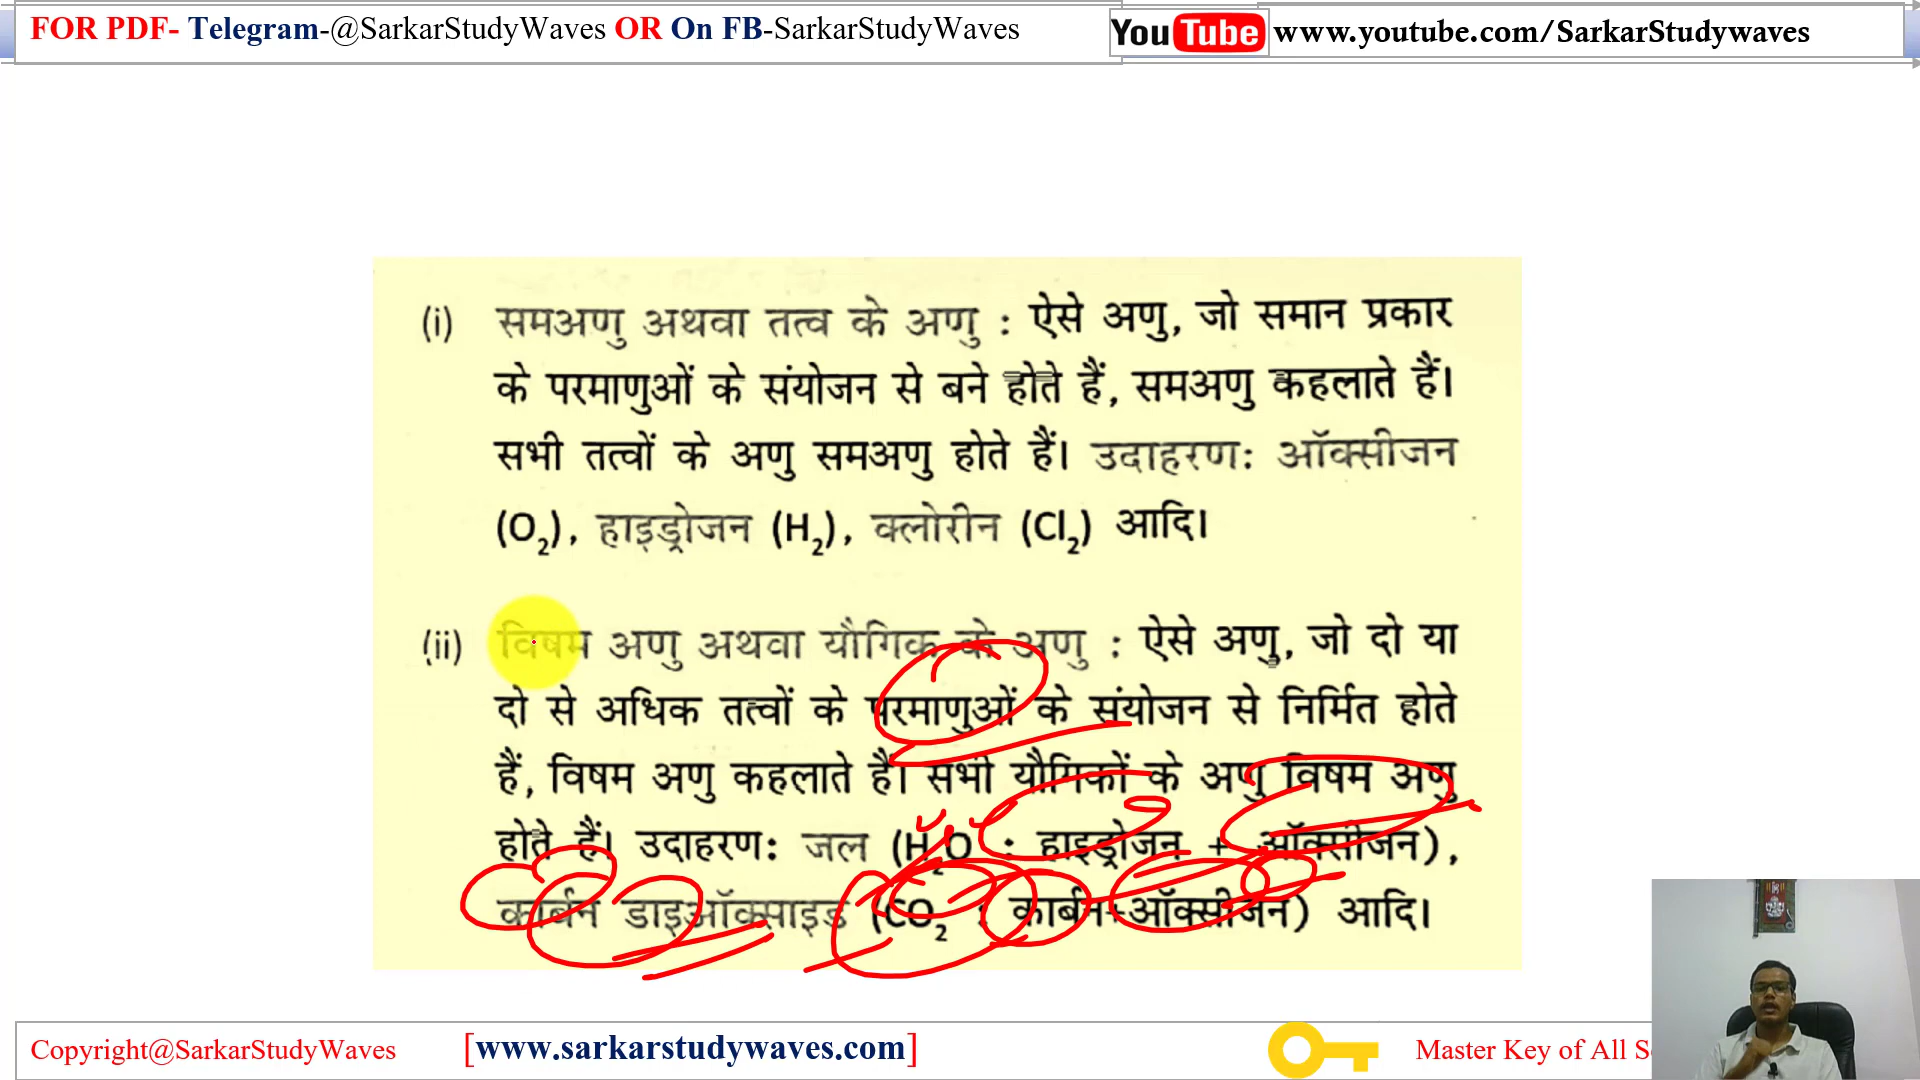 FOR PDF- Telegram-@SarkarStudyWaves OR On FB-SarkarStudyWaves
YouTube www.youtube.com/SarkarStudywaves
(i) समअणु अथवा तत्व के अणु : ऐसे अणु, जो समान प्रकार
के परमाणुओं के संयोजन से बने होते हैं, समअणु कहलाते हैं।
सभी तत्वों के अणु समअणु होते हैं। उदाहरण: ऑक्सीजन
(O₂), हाइड्रोजन (H₂), क्लोरीन (Cl₂) आदि।
(ii) विषम अणु अथवा यौगिक के अणु : ऐसे अणु, जो दो या
दो से अधिक तत्वों के परमाणुओं के संयोजन से निर्मित होते
हैं, विषम अणु कहलाते हैं। सभी यौगिकों के अणु विषम अणु
होते हैं। उदाहरण: जल (H₂O : हाइड्रोजन + ऑक्सीजन),
कार्बन डाइऑक्साइड (CO₂ : कार्बन+ऑक्सीजन) आदि।
Copyright@SarkarStudyWaves [www.sarkarstudywaves.com] Master Key of All S